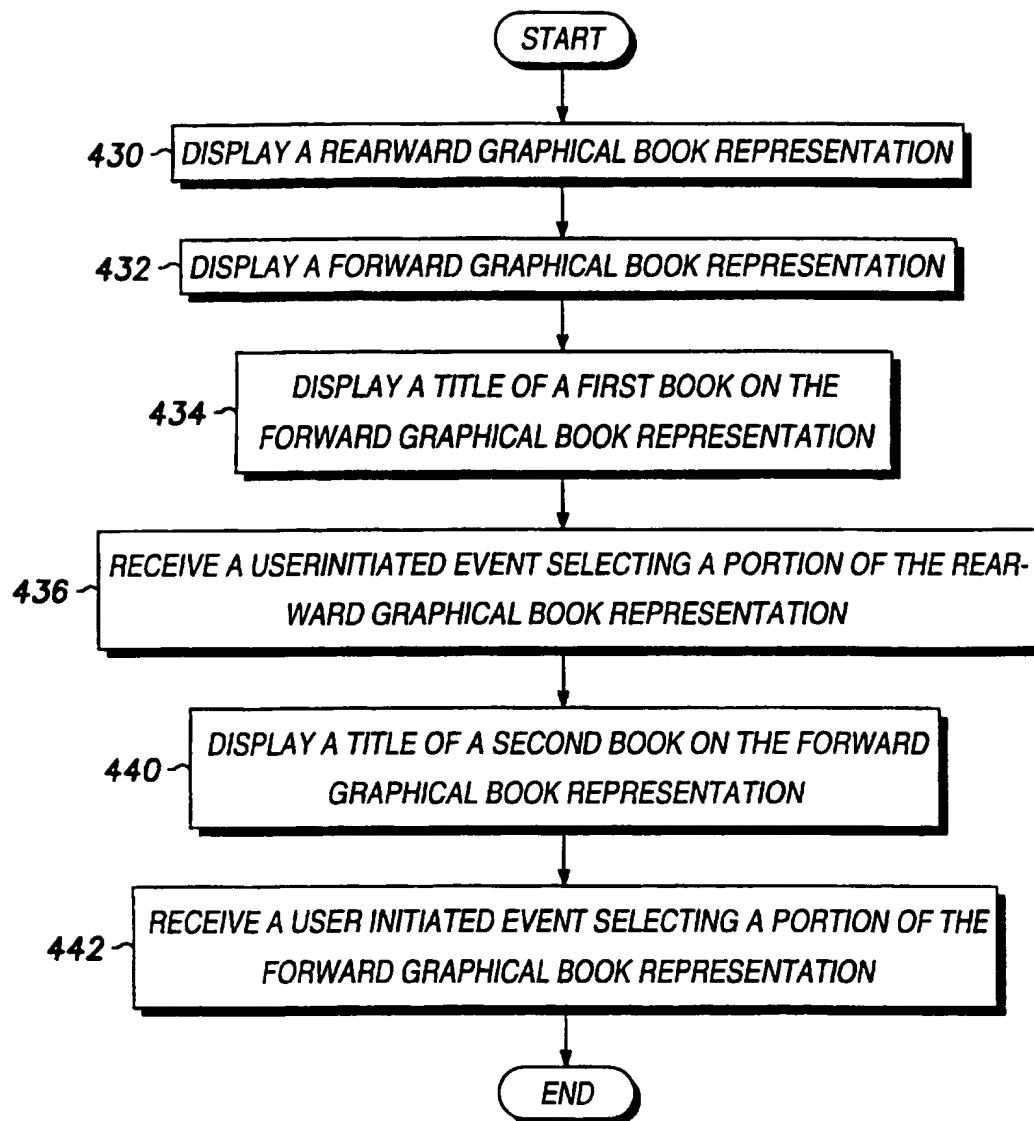 START
430
DISPLAY A REARWARD GRAPHICAL BOOK REPRESENTATION
432
DISPLAY A FORWARD GRAPHICAL BOOK REPRESENTATION
434
DISPLAY A TITLE OF A FIRST BOOK ON THE
FORWARD GRAPHICAL BOOK REPRESENTATION
436
RECEIVE A USERINITIATED EVENT SELECTING A PORTION OF THE REAR-
WARD GRAPHICAL BOOK REPRESENTATION
440
DISPLAY A TITLE OF A SECOND BOOK ON THE FORWARD
GRAPHICAL BOOK REPRESENTATION
442
RECEIVE A USER INITIATED EVENT SELECTING A PORTION OF THE
FORWARD GRAPHICAL BOOK REPRESENTATION
END